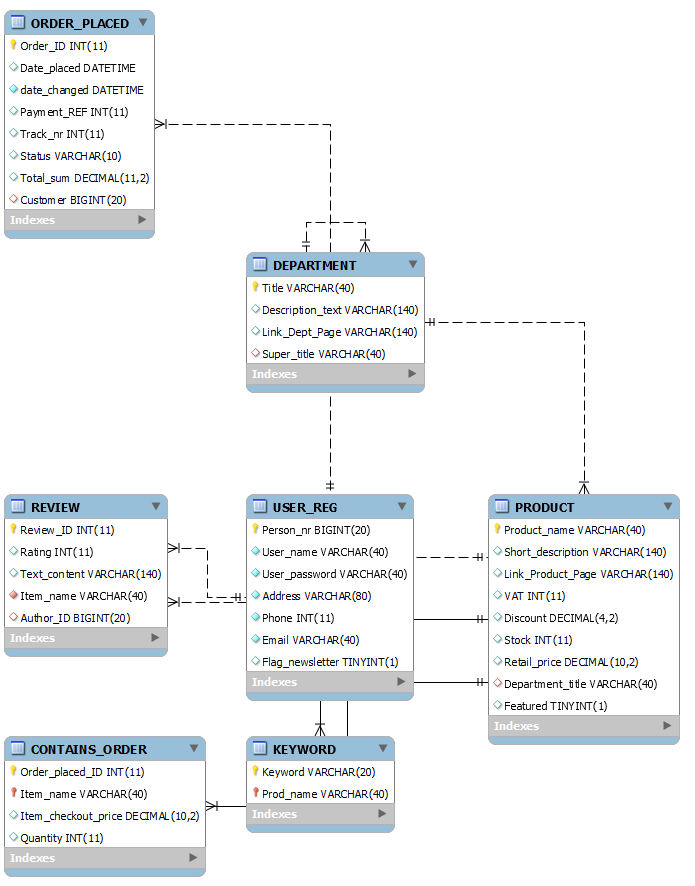 ORDER_PLACED
Order_ID INT(11)
Date_placed DATETIME
date_changed DATETIME
Payment_REF INT(11)
Track_nr INT(11)
Status VARCHAR(10)
Total_sum DECIMAL(11,2)
Customer BIGINT(20)
Indexes
DEPARTMENT
Title VARCHAR(40)
Description_text VARCHAR(140)
Link_Dept_Page VARCHAR(140)
Super_title VARCHAR(40)
Indexes
REVIEW
Review_ID INT(11)
Rating INT(11)
Text_content VARCHAR(140)
Item_name VARCHAR(40)
Author_ID BIGINT(20)
Indexes
USER_REG
Person_nr BIGINT(20)
User_name VARCHAR(40)
User_password VARCHAR(40)
Address VARCHAR(80)
Phone INT(11)
Email VARCHAR(40)
Flag_newsletter TINYINT(1)
Indexes
PRODUCT
Product_name VARCHAR(40)
Short_description VARCHAR(140)
Link_Product_Page VARCHAR(140)
VAT INT(11)
Discount DECIMAL(4,2)
Stock INT(11)
Retail_price DECIMAL(10,2)
Department_title VARCHAR(40)
Featured TINYINT(1)
Indexes
CONTAINS_ORDER
Order_placed_ID INT(11)
Item_name VARCHAR(40)
Item_checkout_price DECIMAL(10,2)
Quantity INT(11)
Indexes
KEYWORD
Keyword VARCHAR(20)
Prod_name VARCHAR(40)
Indexes